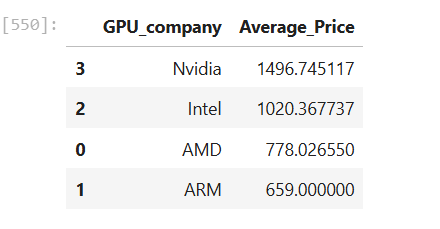 [550]:
GPU_company Average_Price
3 Nvidia 1496.745117
2 Intel 1020.367737
0 AMD 778.026550
1 ARM 659.000000